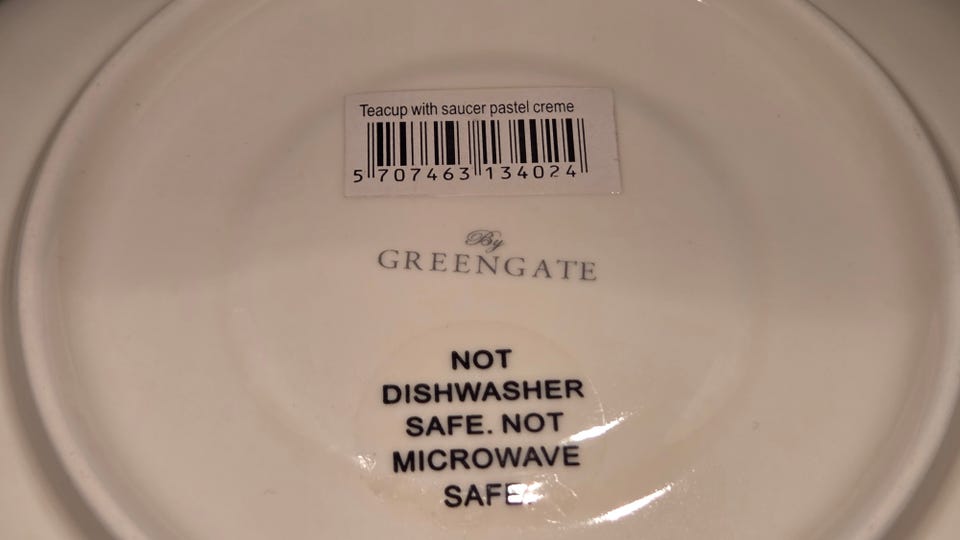 Teacup with saucer pastel creme
5 707463 134024
By
GREENGATE
NOT
DISHWASHER
SAFE. NOT
MICROWAVE
SAFE.